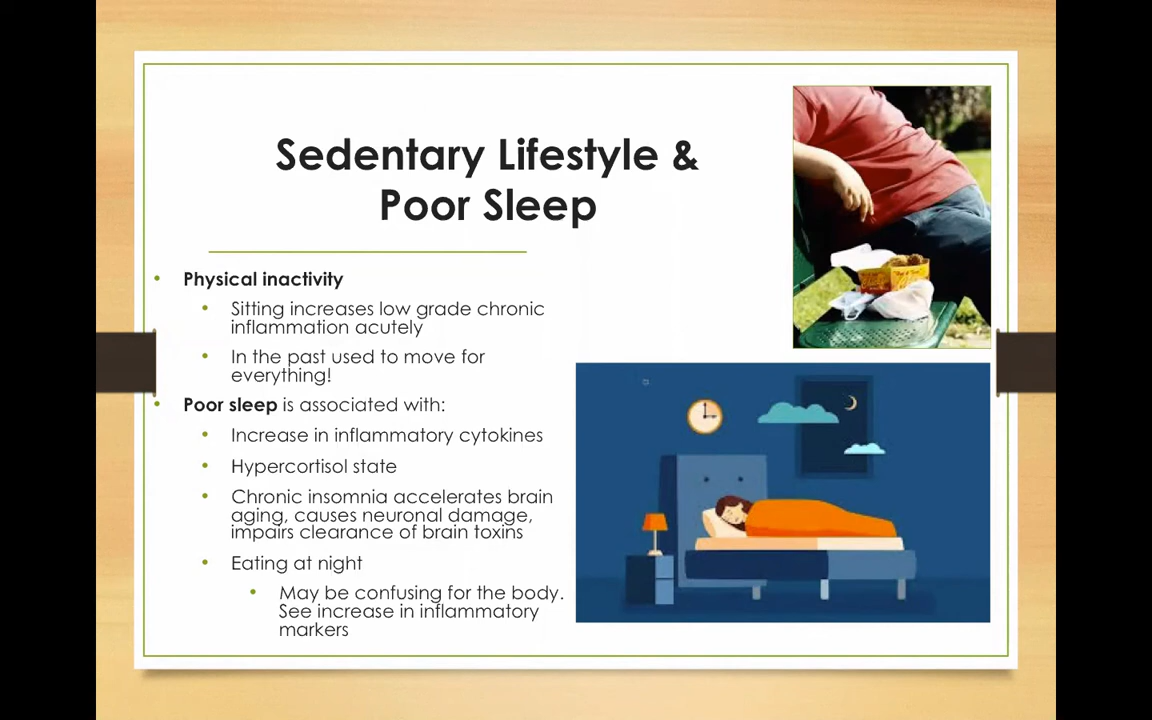 Sedentary Lifestyle &
Poor Sleep
• Physical inactivity
• Sitting increases low grade chronic
inflammation acutely
• In the past used to move for
everything!
• Poor sleep is associated with:
• Increase in inflammatory cytokines
• Hypercortisol state
• Chronic insomnia accelerates brain
aging, causes neuronal damage,
impairs clearance of brain toxins
• Eating at night
• May be confusing for the body.
See increase in inflammatory
markers